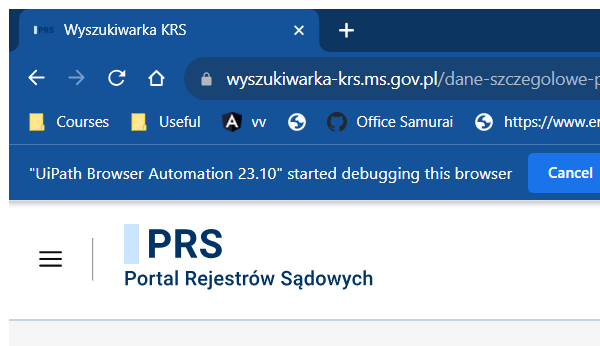 PRS Wyszukiwarka KRS
wyszukiwarka-krs.ms.gov.pl/dane-szczegolowe-p
Courses Useful A vv Office Samurai https://www.er
"UiPath Browser Automation 23.10" started debugging this browser Cancel
PRS
Portal Rejestrów Sądowych